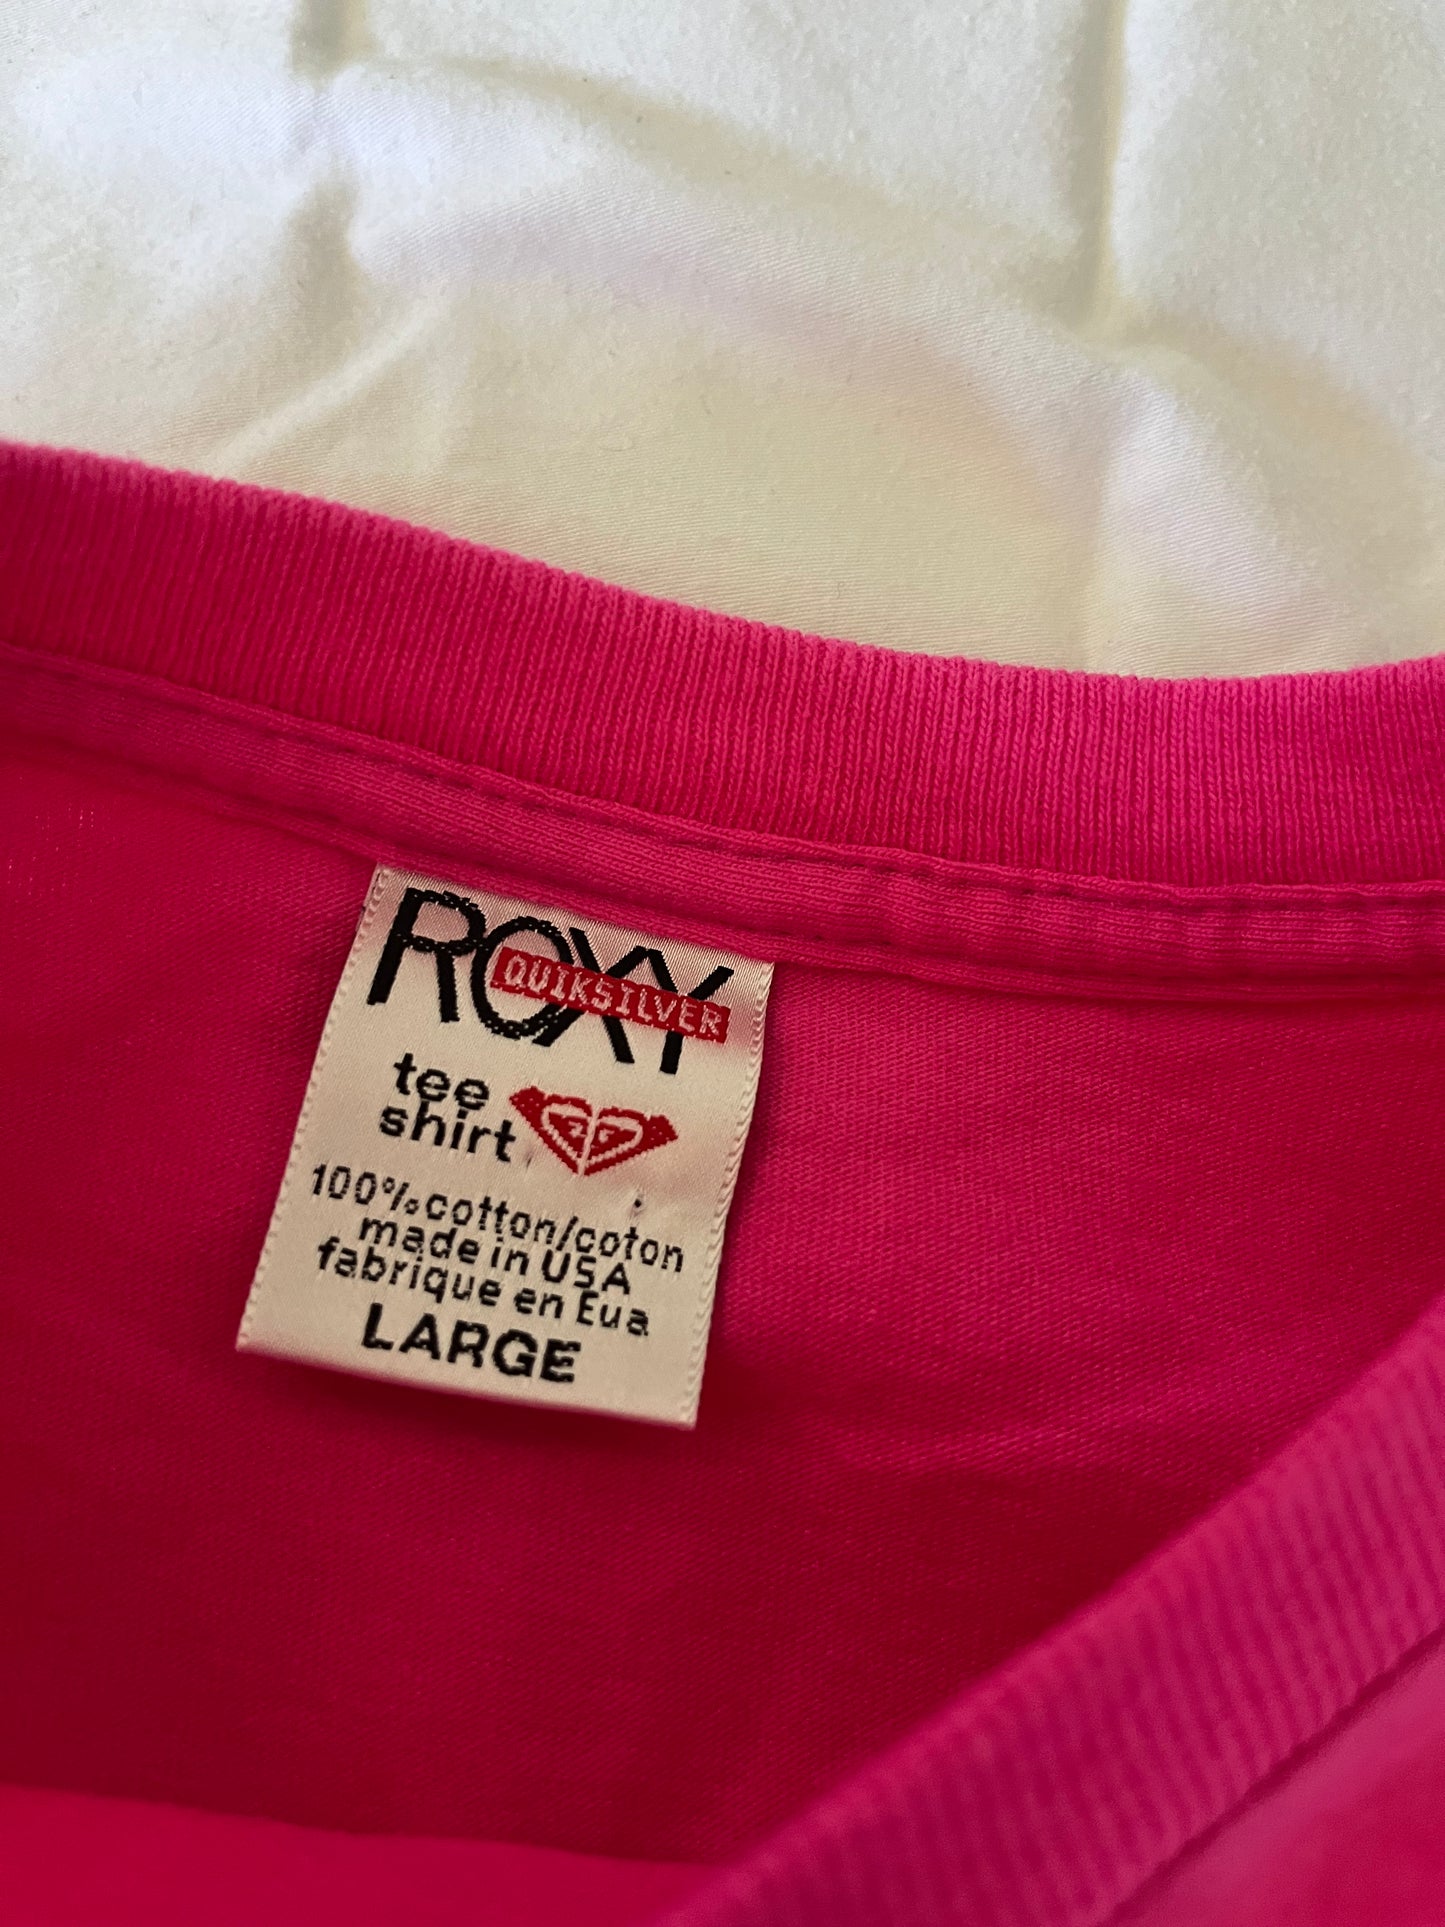 ROXY
QUIKSILVER
tee
shirt
100% cotton/coton
made in USA
fabrique en Eua
LARGE